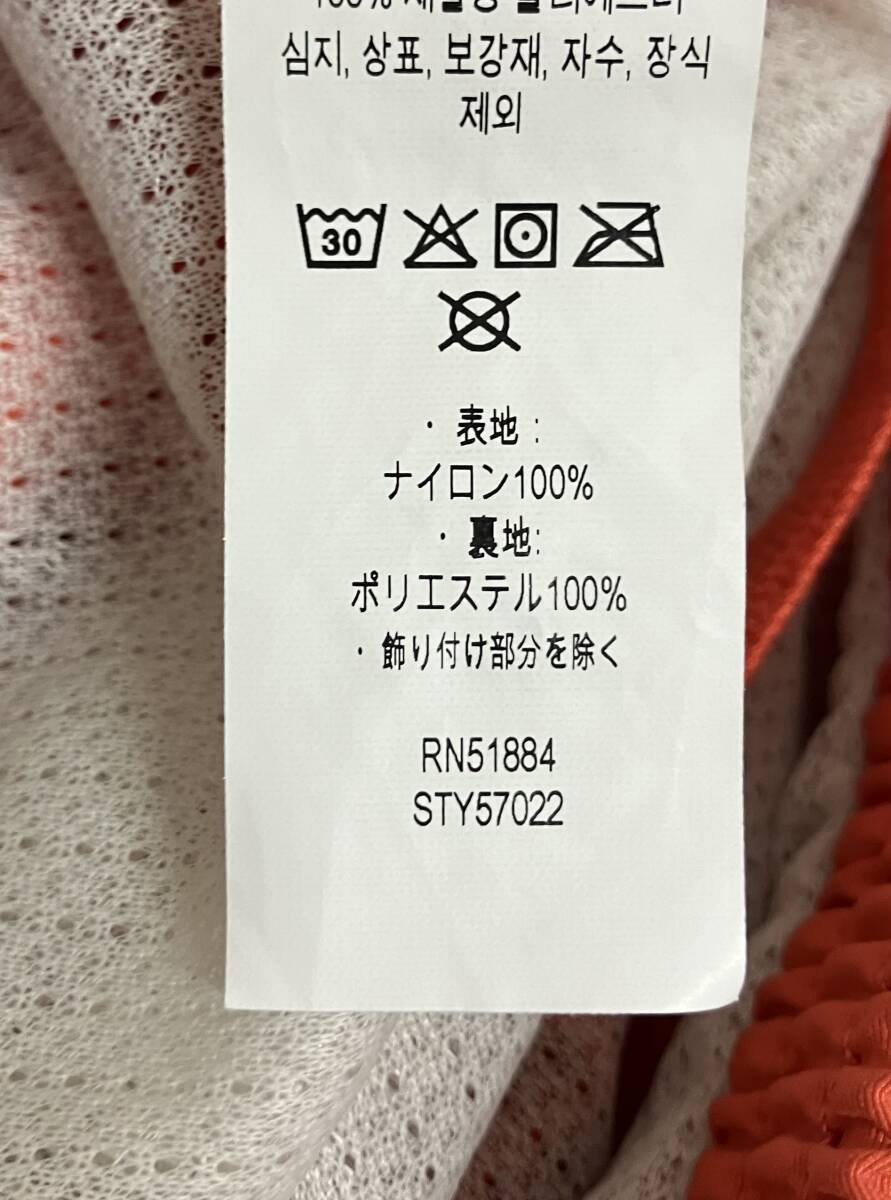 심지, 상표, 보강재, 자수, 장식
제외
30
・ 表地 :
ナイロン100%
・ 裏地:
ポリエステル100%
・ 飾り付け部分を除く
RN51884
STY57022